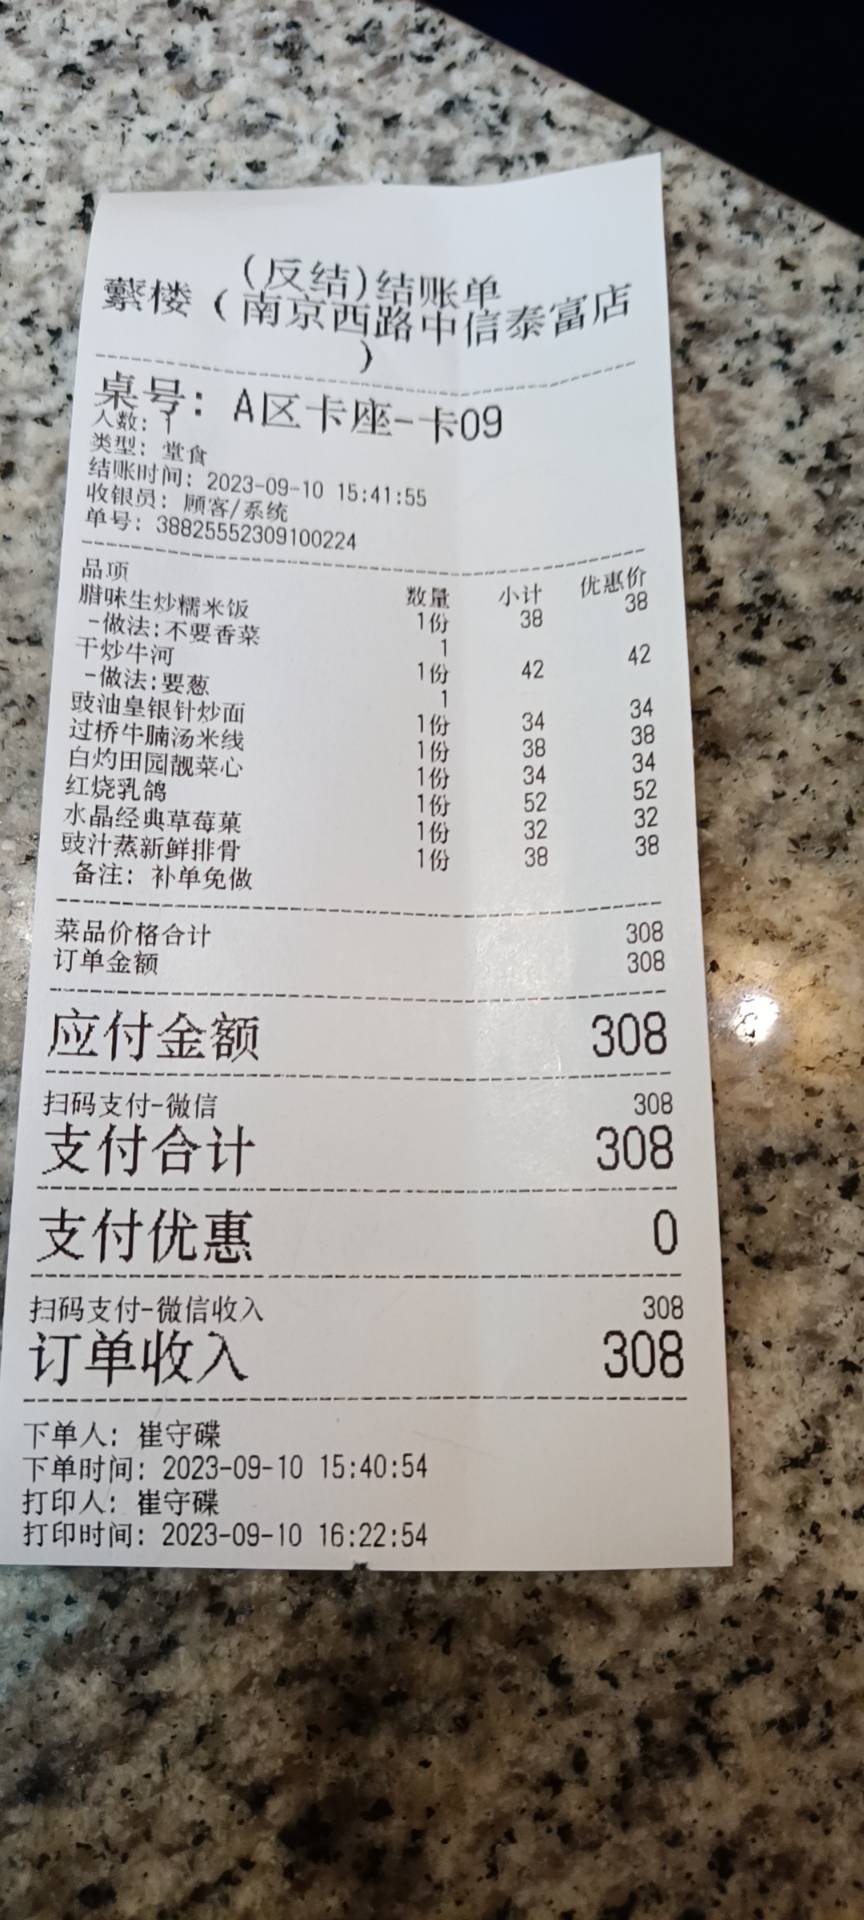 (反结)结账单
蘩楼(南京西路中信泰富店
)
桌号: A区卡座-卡09
人数: 1
类型: 堂食
结账时间: 2023-09-10 15:41:55
收银员: 顾客/系统
单号: 388255552309100224
品项 数量 小计 优惠价
腊味生炒糯米饭 1份 38 38
-做法:不要香菜 1
干炒牛河 1份 42 42
-做法:要葱 1
豉油皇银针炒面 1份 34 34
过桥牛腩汤米线 1份 38 38
白灼田园靓菜心 1份 34 34
红烧乳鸽 1份 52 52
水晶经典草莓菓 1份 32 32
豉汁蒸新鲜排骨 1份 38 38
备注: 补单免做
菜品价格合计 308
订单金额 308
应付金额 308
扫码支付-微信 308
支付合计 308
支付优惠 0
扫码支付-微信收入 308
订单收入 308
下单人: 崔守碟
下单时间: 2023-09-10 15:40:54
打印人: 崔守碟
打印时间: 2023-09-10 16:22:54